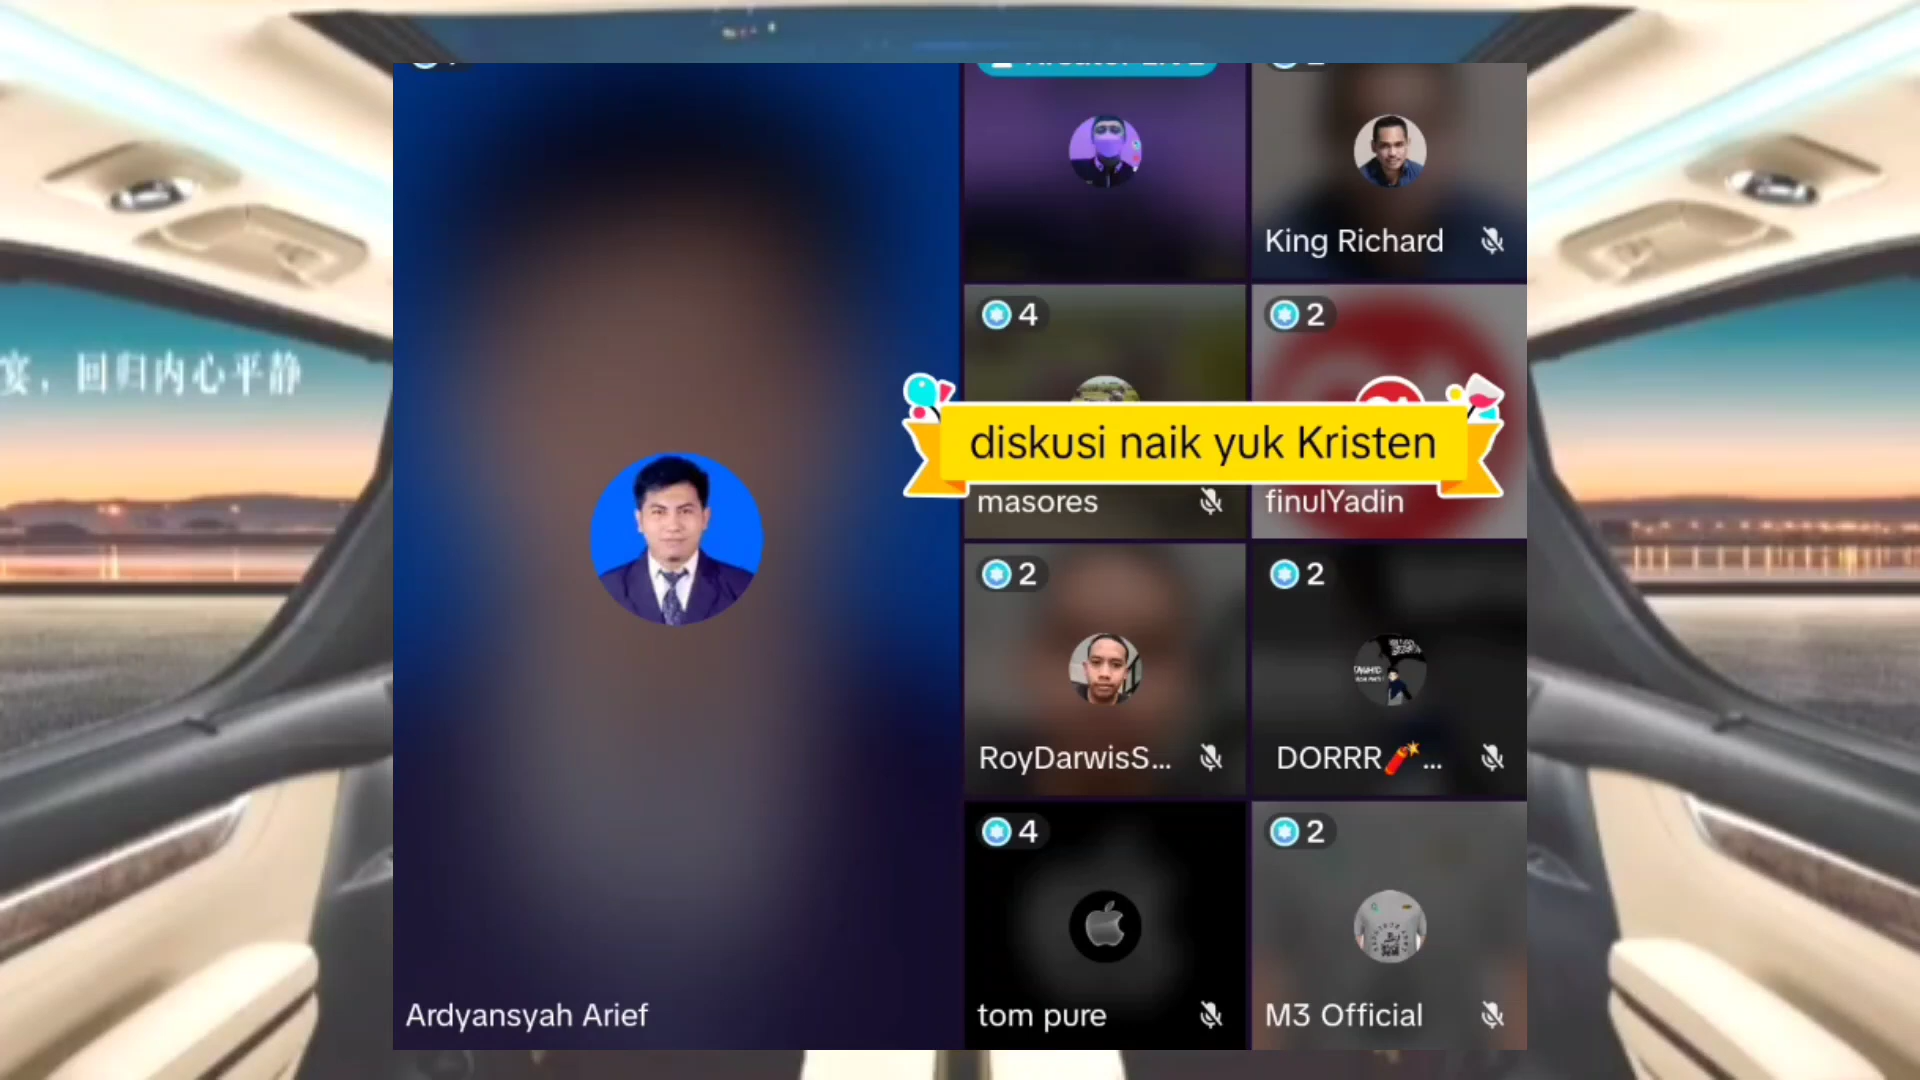 宴，回归内心平静
King Richard
4
2
diskusi naik yuk Kristen
masores
finulYadin
2
2
RoyDarwisS...
DORRR🧨...
4
2
Ardyansyah Arief
tom pure
M3 Official